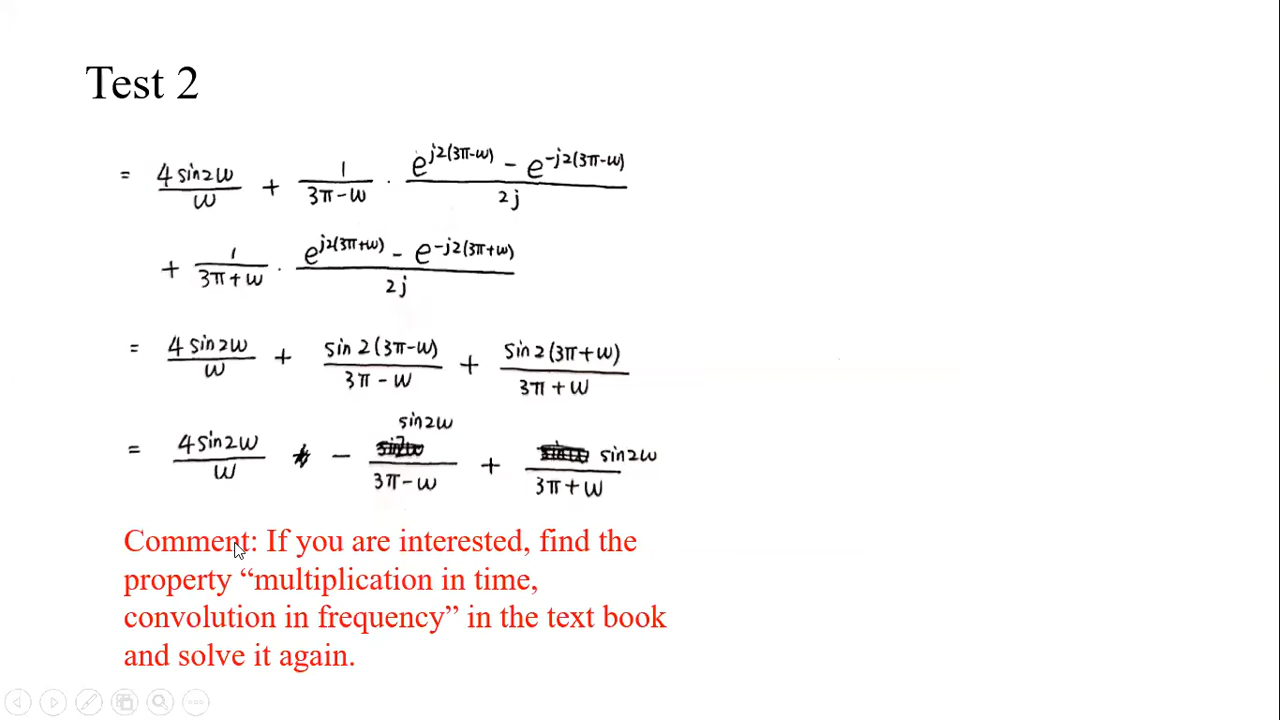 Test 2
= 4 sin2w / w + 1 / 3π-w · e^{j2(3π-w)} - e^{-j2(3π-w)} / 2j
+ 1 / 3π+w · e^{j2(3π+w)} - e^{-j2(3π+w)} / 2j
= 4 sin2w / w + sin 2(3π-w) / 3π-w + sin 2(3π+w) / 3π+w
= 4sin2w / w - sin2w / 3π-w + sin2w / 3π+w
Comment: If you are interested, find the
property “multiplication in time,
convolution in frequency” in the text book
and solve it again.